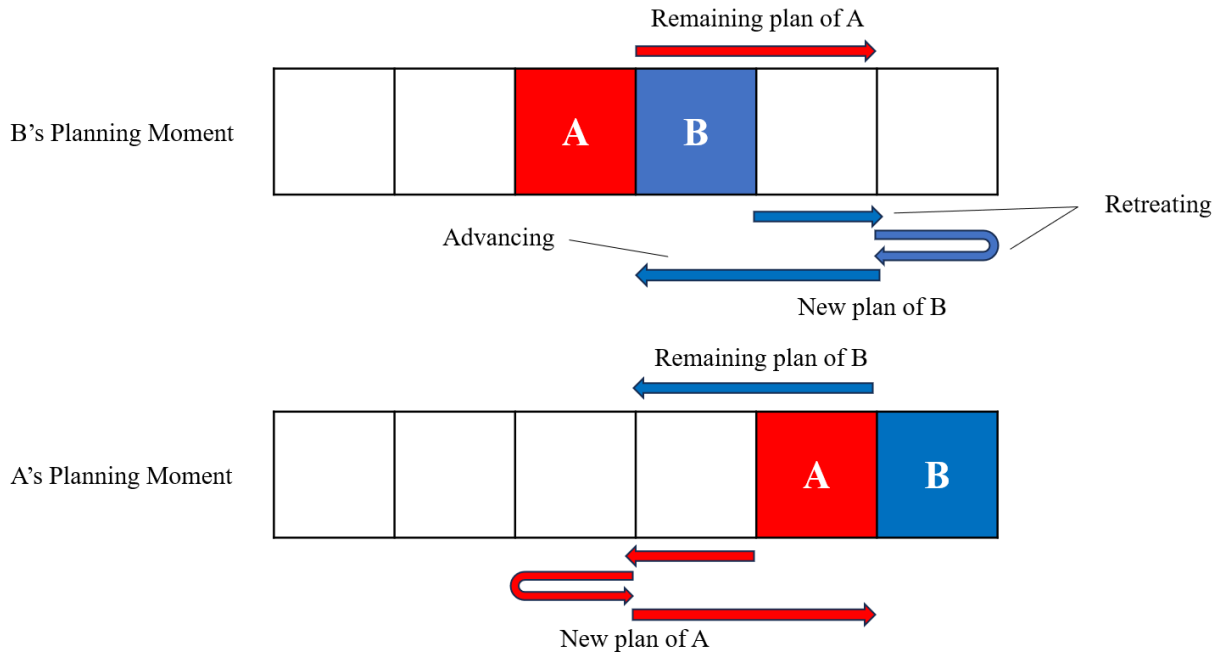 Remaining plan of A
B's Planning Moment
A
B
Retreating
Advancing
New plan of B
Remaining plan of B
A's Planning Moment
A
B
New plan of A